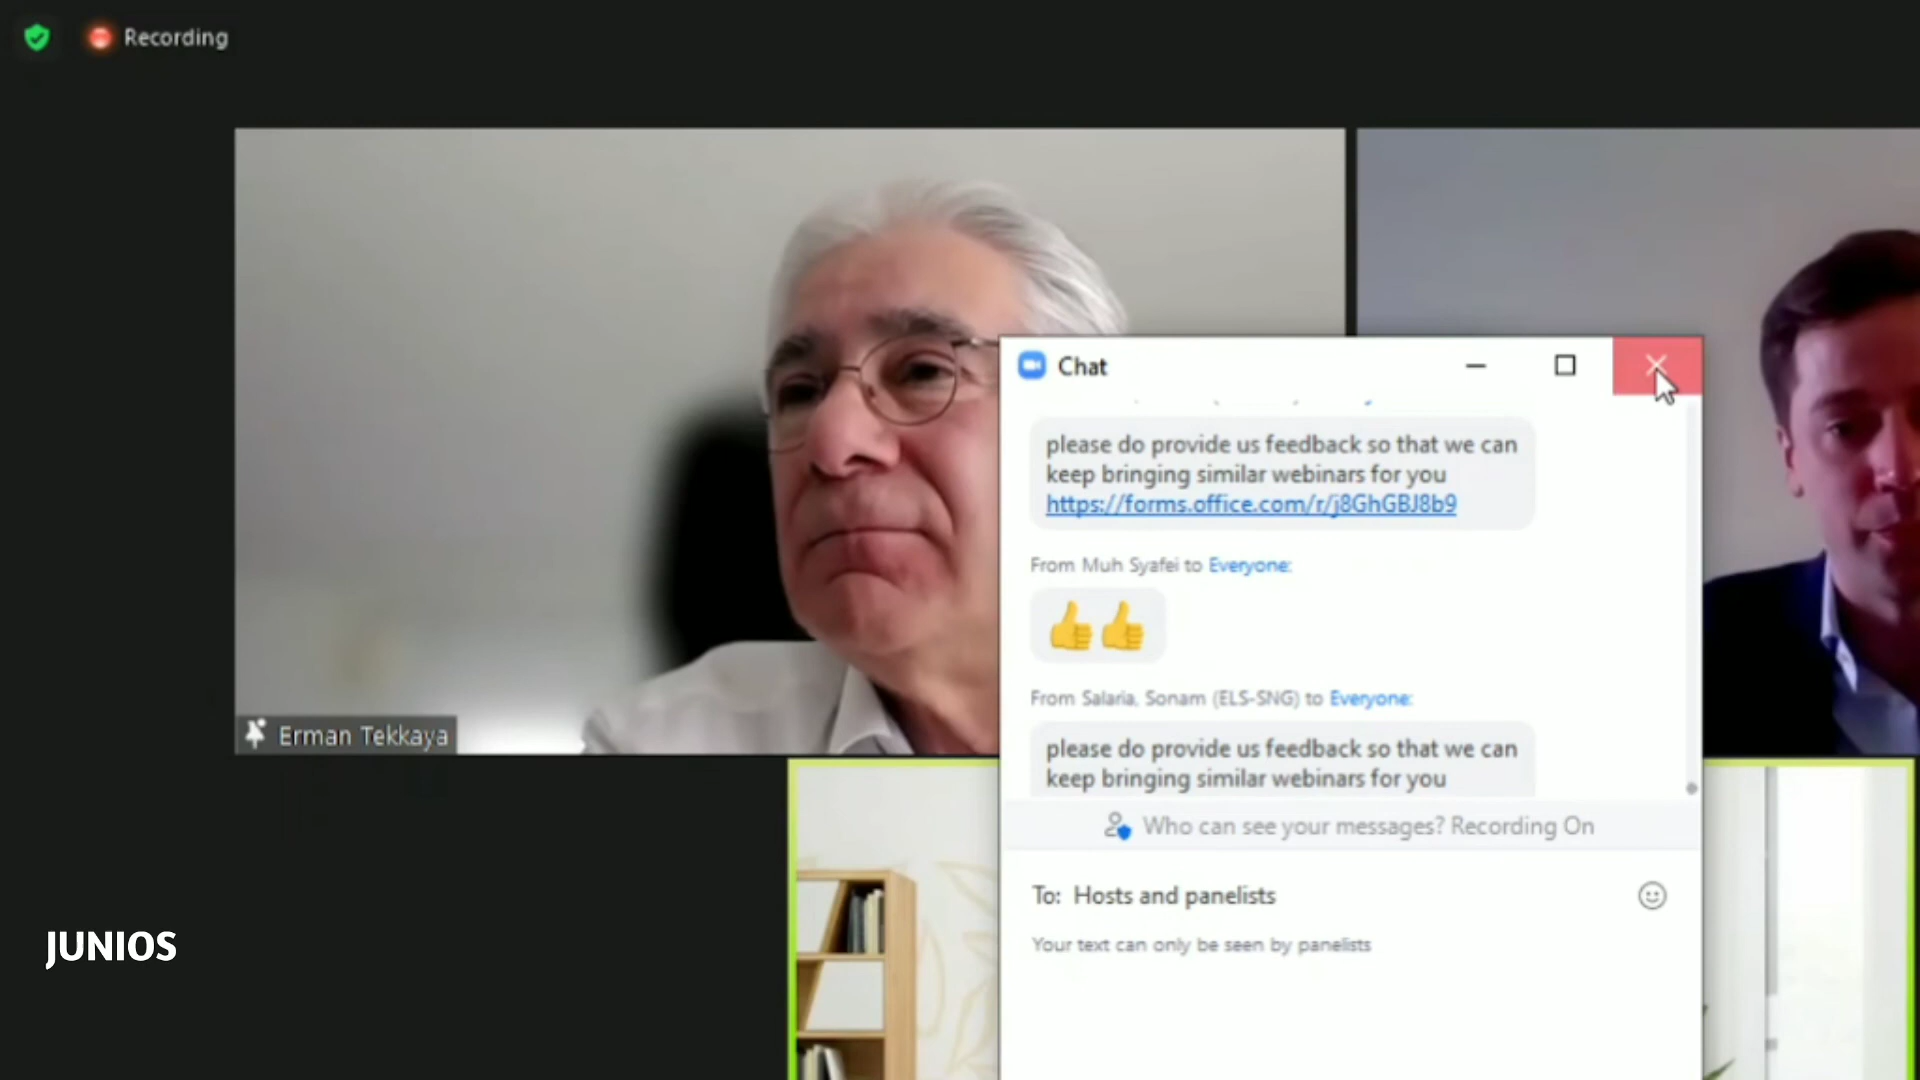 Recording
Chat
please do provide us feedback so that we can
keep bringing similar webinars for you
https://forms.office.com/r/j8GhGBJ8b9
From Muh Syafei to Everyone:
From Salaria, Sonam (ELS-SNG) to Everyone:
please do provide us feedback so that we can
keep bringing similar webinars for you
Erman Tekkaya
Who can see your messages? Recording On
To: Hosts and panelists
Your text can only be seen by panelists
JUNIOS